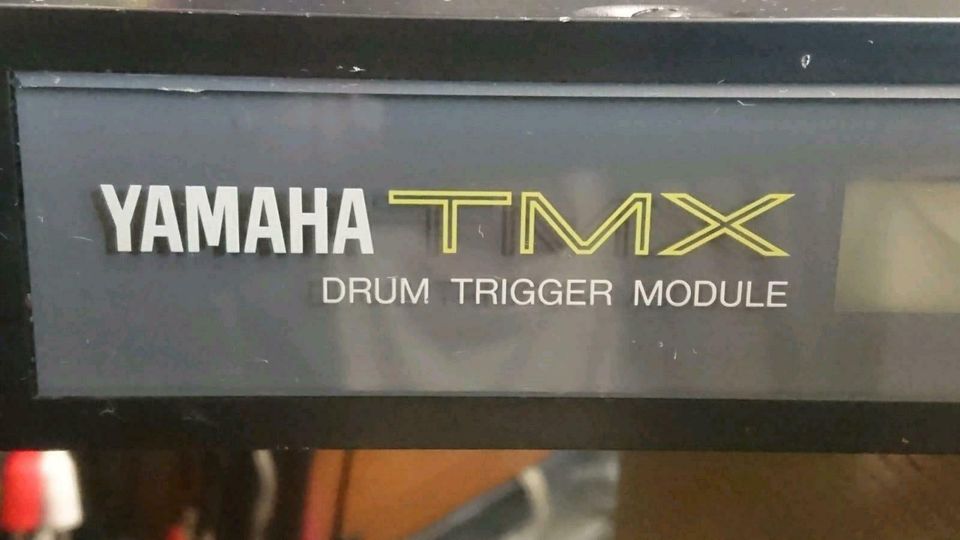 YAMAHA TMX
DRUM TRIGGER MODULE